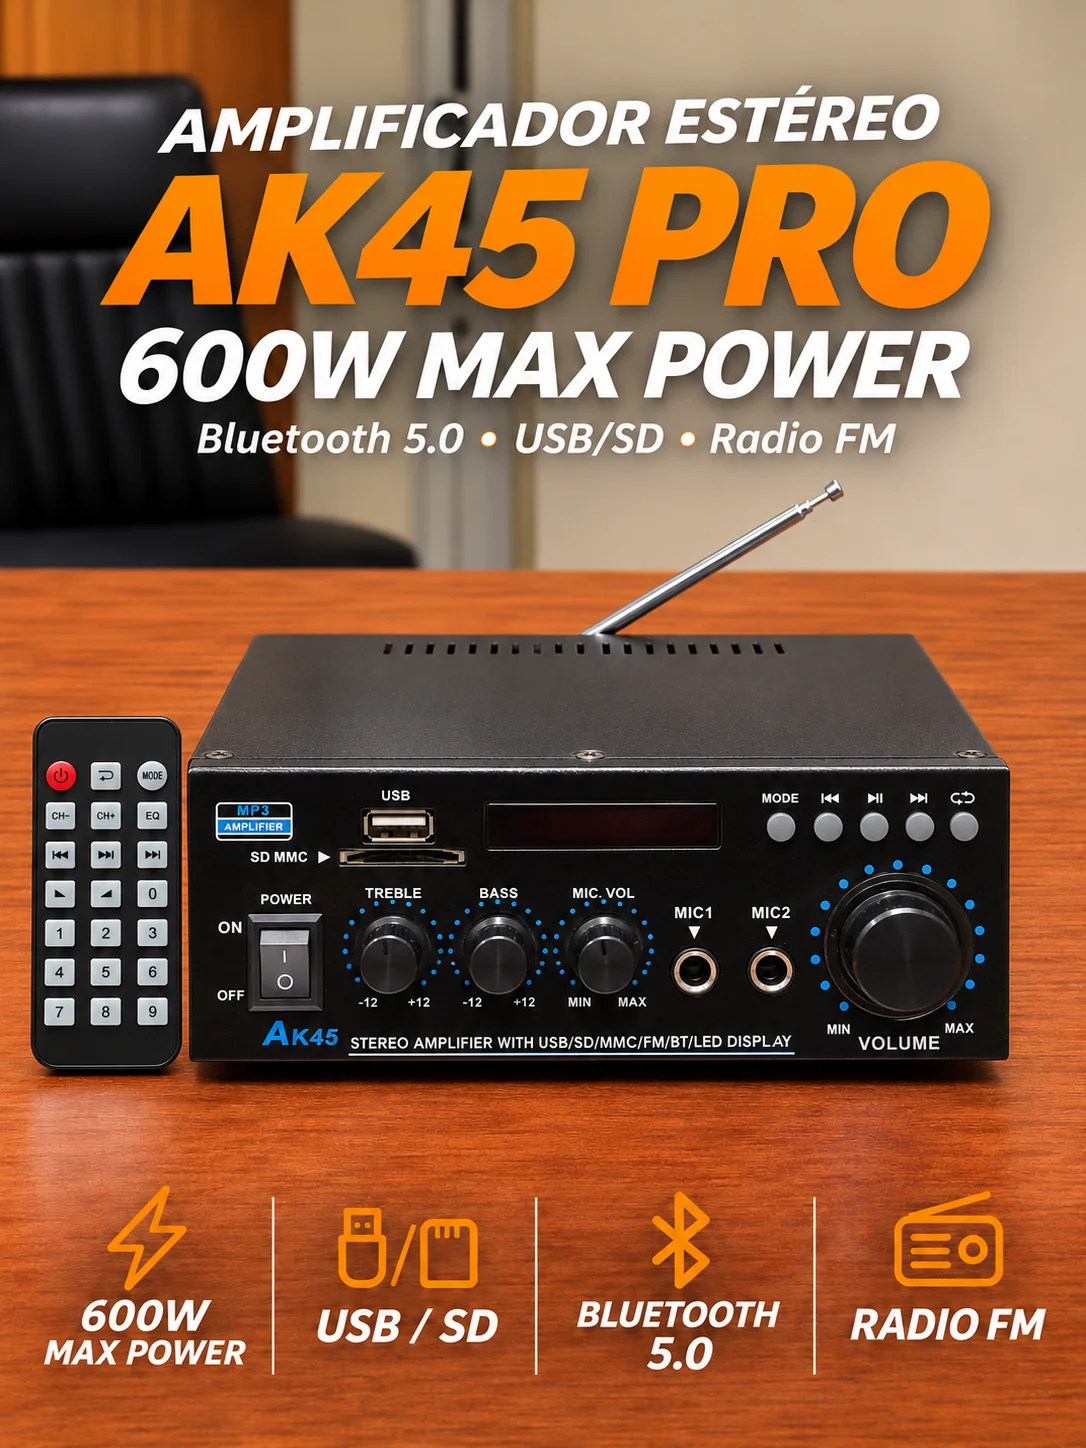 AMPLIFICADOR ESTÉREO
AK45 PRO
600W MAX POWER
Bluetooth 5.0 • USB/SD • Radio FM
MODE
CH- CH+ EQ
0
1 2 3
4 5 6
7 8 9
MP3
AMPLIFIER
USB
SD MMC
MODE
POWER
ON
OFF
TREBLE
-12 +12
BASS
-12 +12
MIC. VOL
MIN MAX
MIC1
MIC2
MIN MAX
VOLUME
AK45
STEREO AMPLIFIER WITH USB/SD/MMC/FM/BT/LED DISPLAY
600W
MAX POWER
USB / SD
BLUETOOTH
5.0
RADIO FM